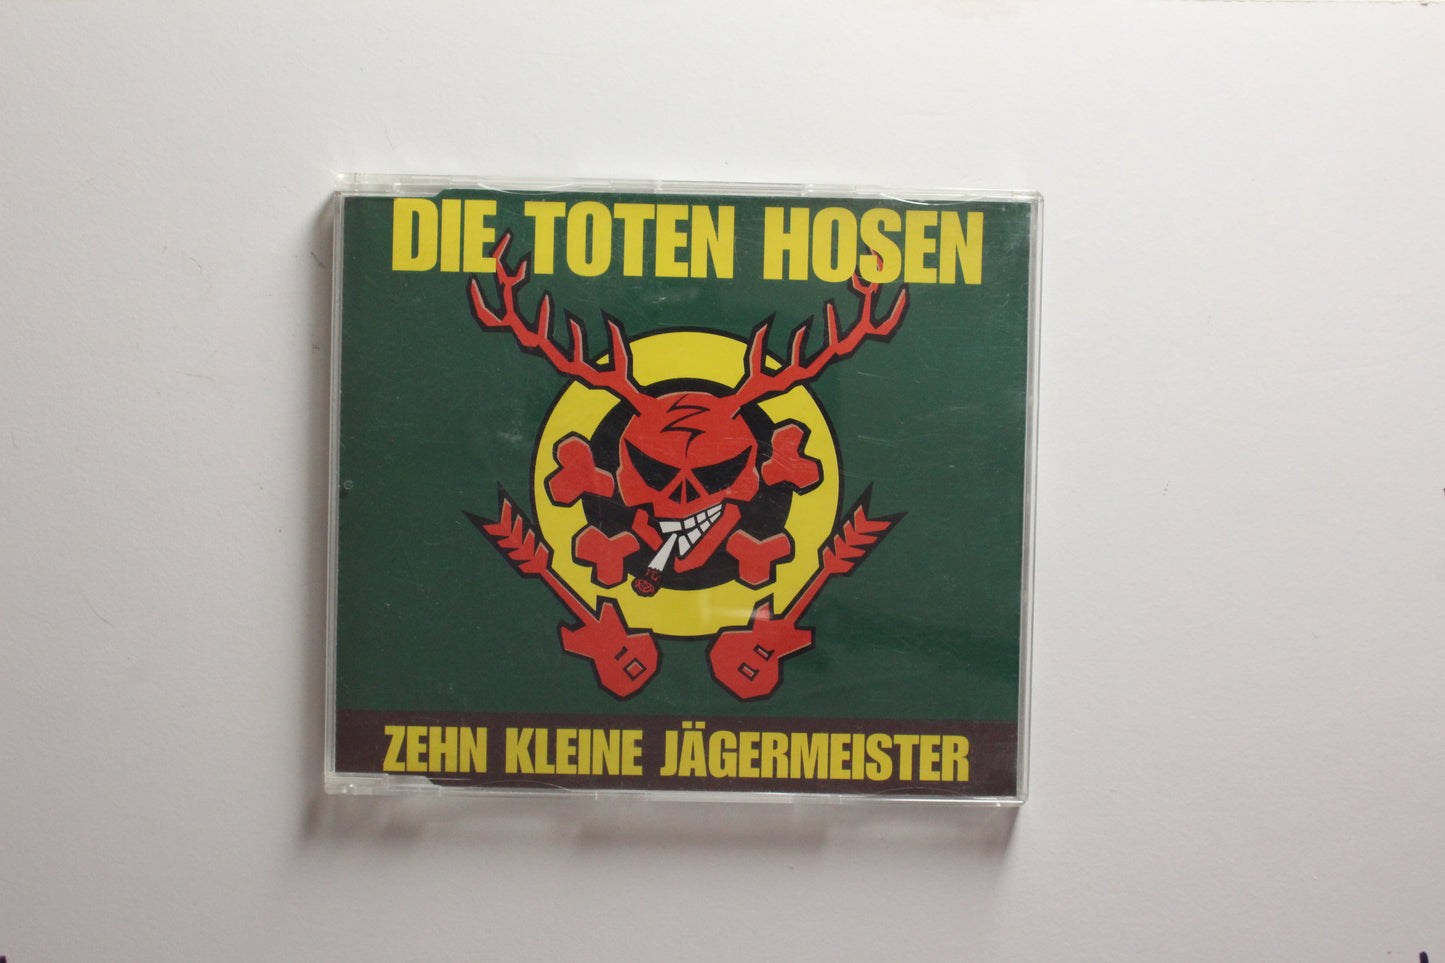 DIE TOTEN HOSEN
ZEHN KLEINE JÄGERMEISTER